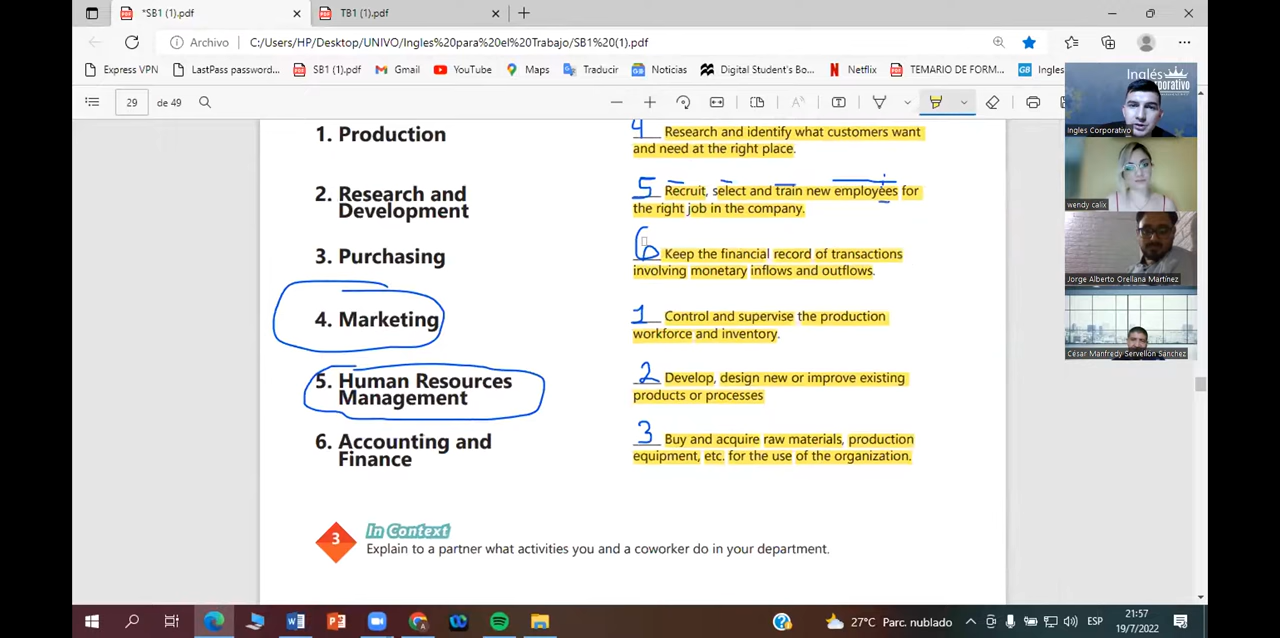 *SB1 (1).pdf
TB1 (1).pdf
Archivo
C:/Users/HP/Desktop/UNIVO/Ingles%20para%20el%20Trabajo/SB1%20(1).pdf
Express VPN
LastPass password...
SB1 (1).pdf
Gmail
YouTube
Maps
Traducir
Noticias
Digital Student's Bo...
Netflix
TEMARIO DE FORM...
Ingles
29
de 49
Inglés
Ingles Corporativo
wendy calix
Jorge Alberto Orellana Martínez
César Manfredy Servellon Sanchez
1. Production
4 Research and identify what customers want
and need at the right place.
2. Research and
Development
5 Recruit, select and train new employees for
the right job in the company.
3. Purchasing
6 Keep the financial record of transactions
involving monetary inflows and outflows.
4. Marketing
1 Control and supervise the production
workforce and inventory.
5. Human Resources
Management
2 Develop, design new or improve existing
products or processes
6. Accounting and
Finance
3 Buy and acquire raw materials, production
equipment, etc. for the use of the organization.
3
In Context
Explain to a partner what activities you and a coworker do in your department.
27°C Parc. nublado
ESP
21:57
19/7/2022